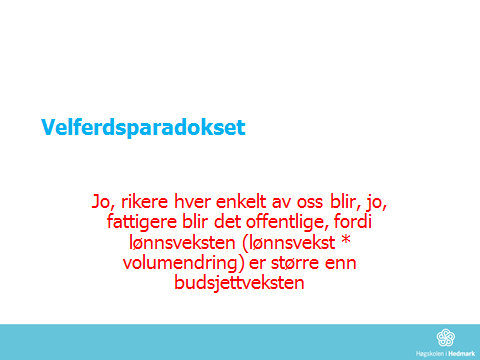 Velferdsparadokset
Jo, rikere hver enkelt av oss blir, jo,
fattigere blir det offentlige, fordi
lønnsveksten (lønnsvekst *
volumendring) er større enn
budsjettveksten
Høgskolen i Hedmark